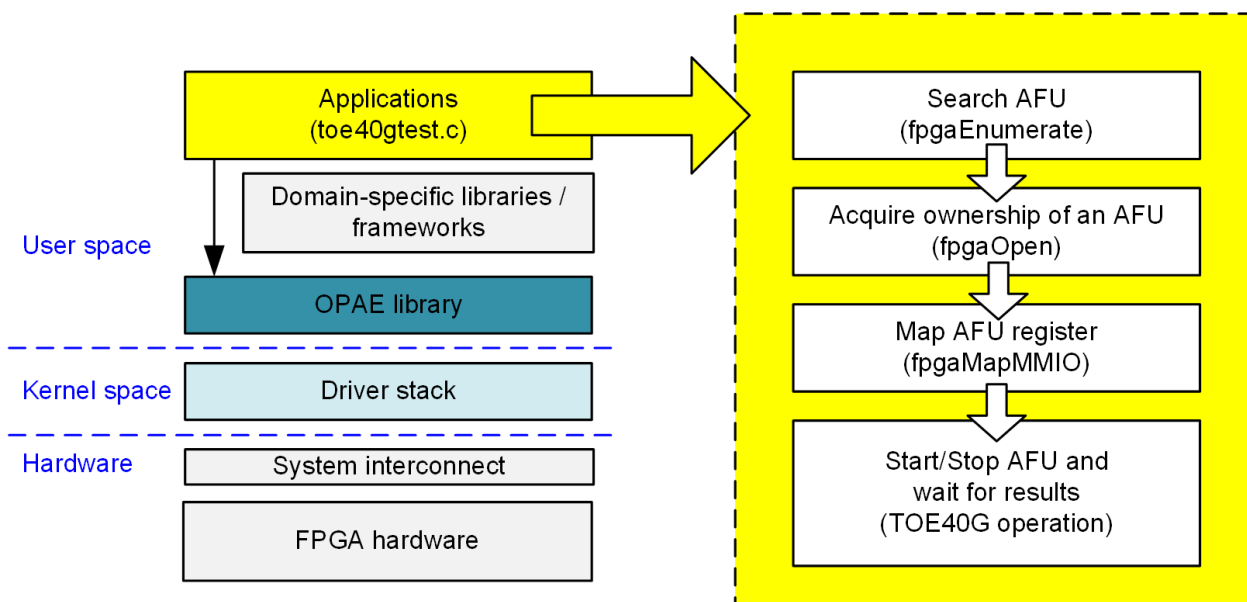 Applications
(toe40gtest.c)
Domain-specific libraries /
frameworks
User space
OPAE library
Kernel space
Driver stack
Hardware
System interconnect
FPGA hardware
Search AFU
(fpgaEnumerate)
Acquire ownership of an AFU
(fpgaOpen)
Map AFU register
(fpgaMapMMIO)
Start/Stop AFU and
wait for results
(TOE40G operation)